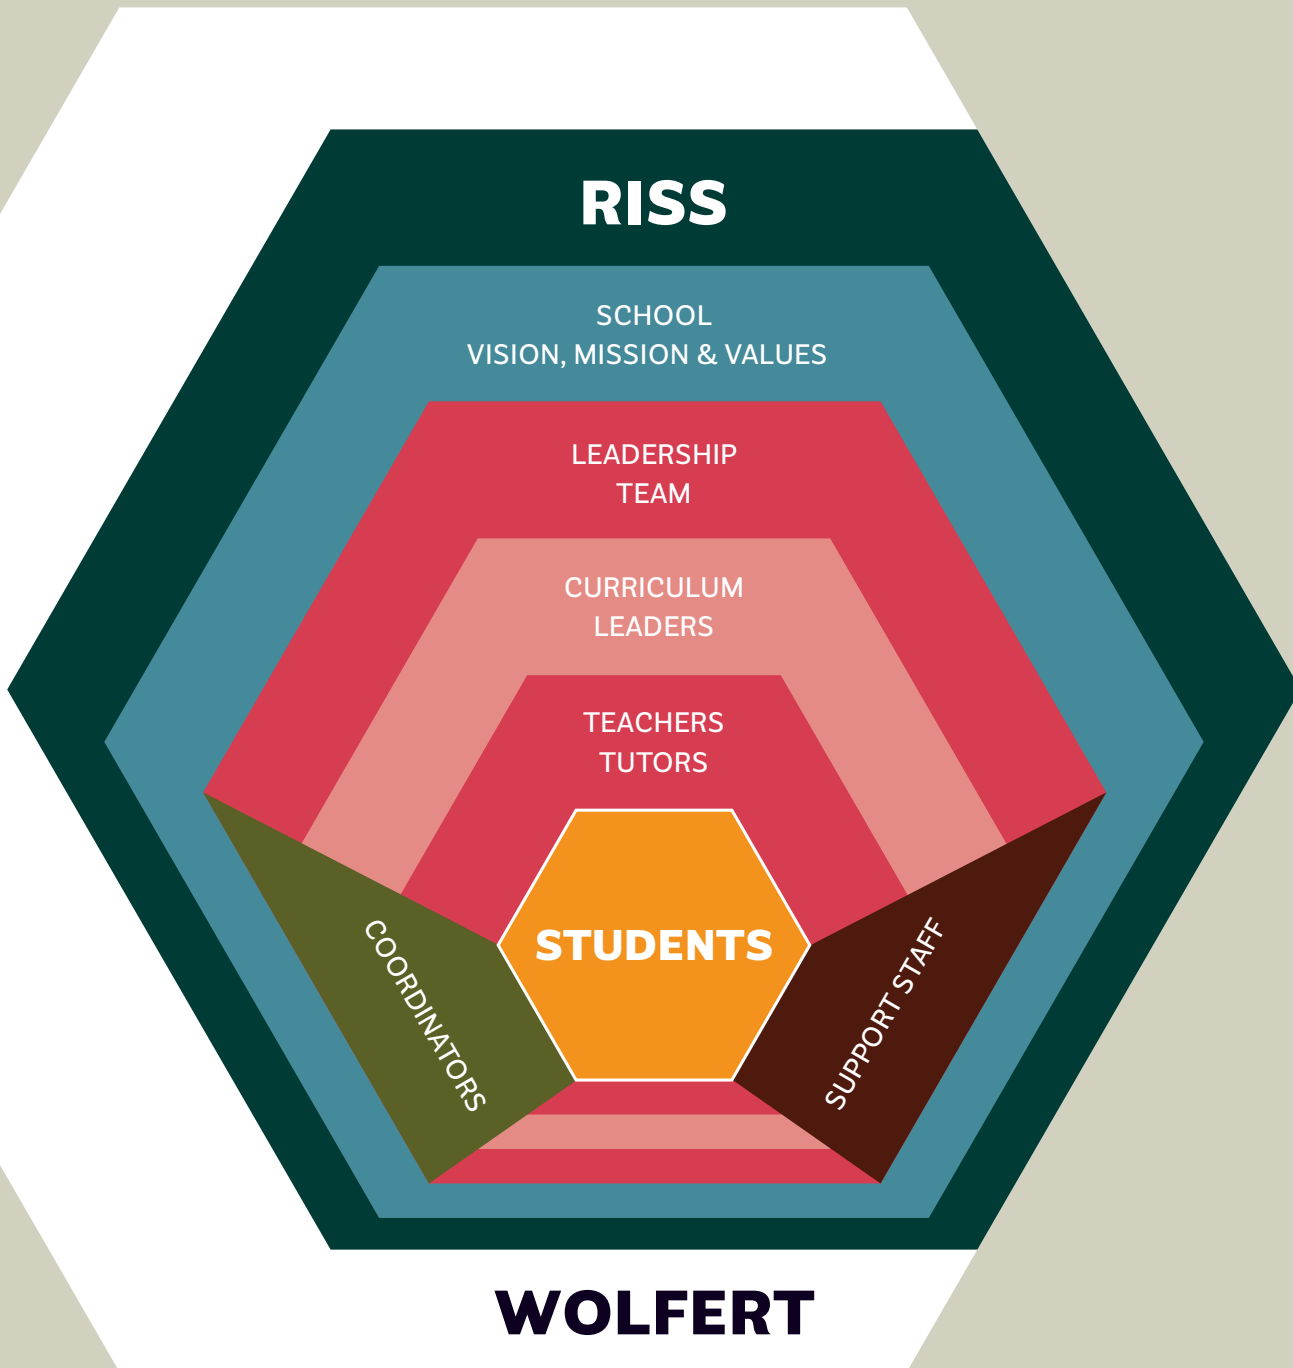 RISS
SCHOOL
VISION, MISSION & VALUES
LEADERSHIP
TEAM
CURRICULUM
LEADERS
TEACHERS
TUTORS
STUDENTS
COORDINATORS
SUPPORT STAFF
WOLFERT